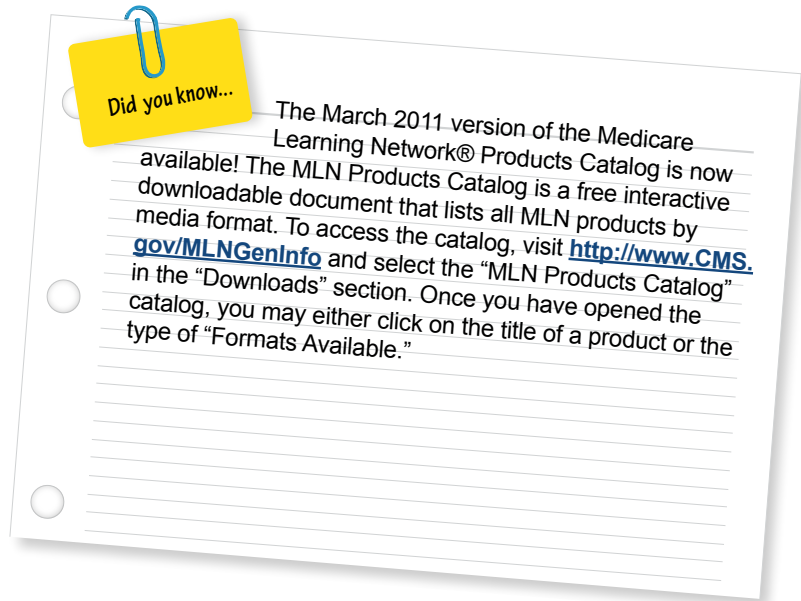 Did you know...
The March 2011 version of the Medicare
Learning Network® Products Catalog is now
available! The MLN Products Catalog is a free interactive
downloadable document that lists all MLN products by
media format. To access the catalog, visit http://www.CMS.
gov/MLNGenInfo and select the “MLN Products Catalog”
in the “Downloads” section. Once you have opened the
catalog, you may either click on the title of a product or the
type of “Formats Available.”